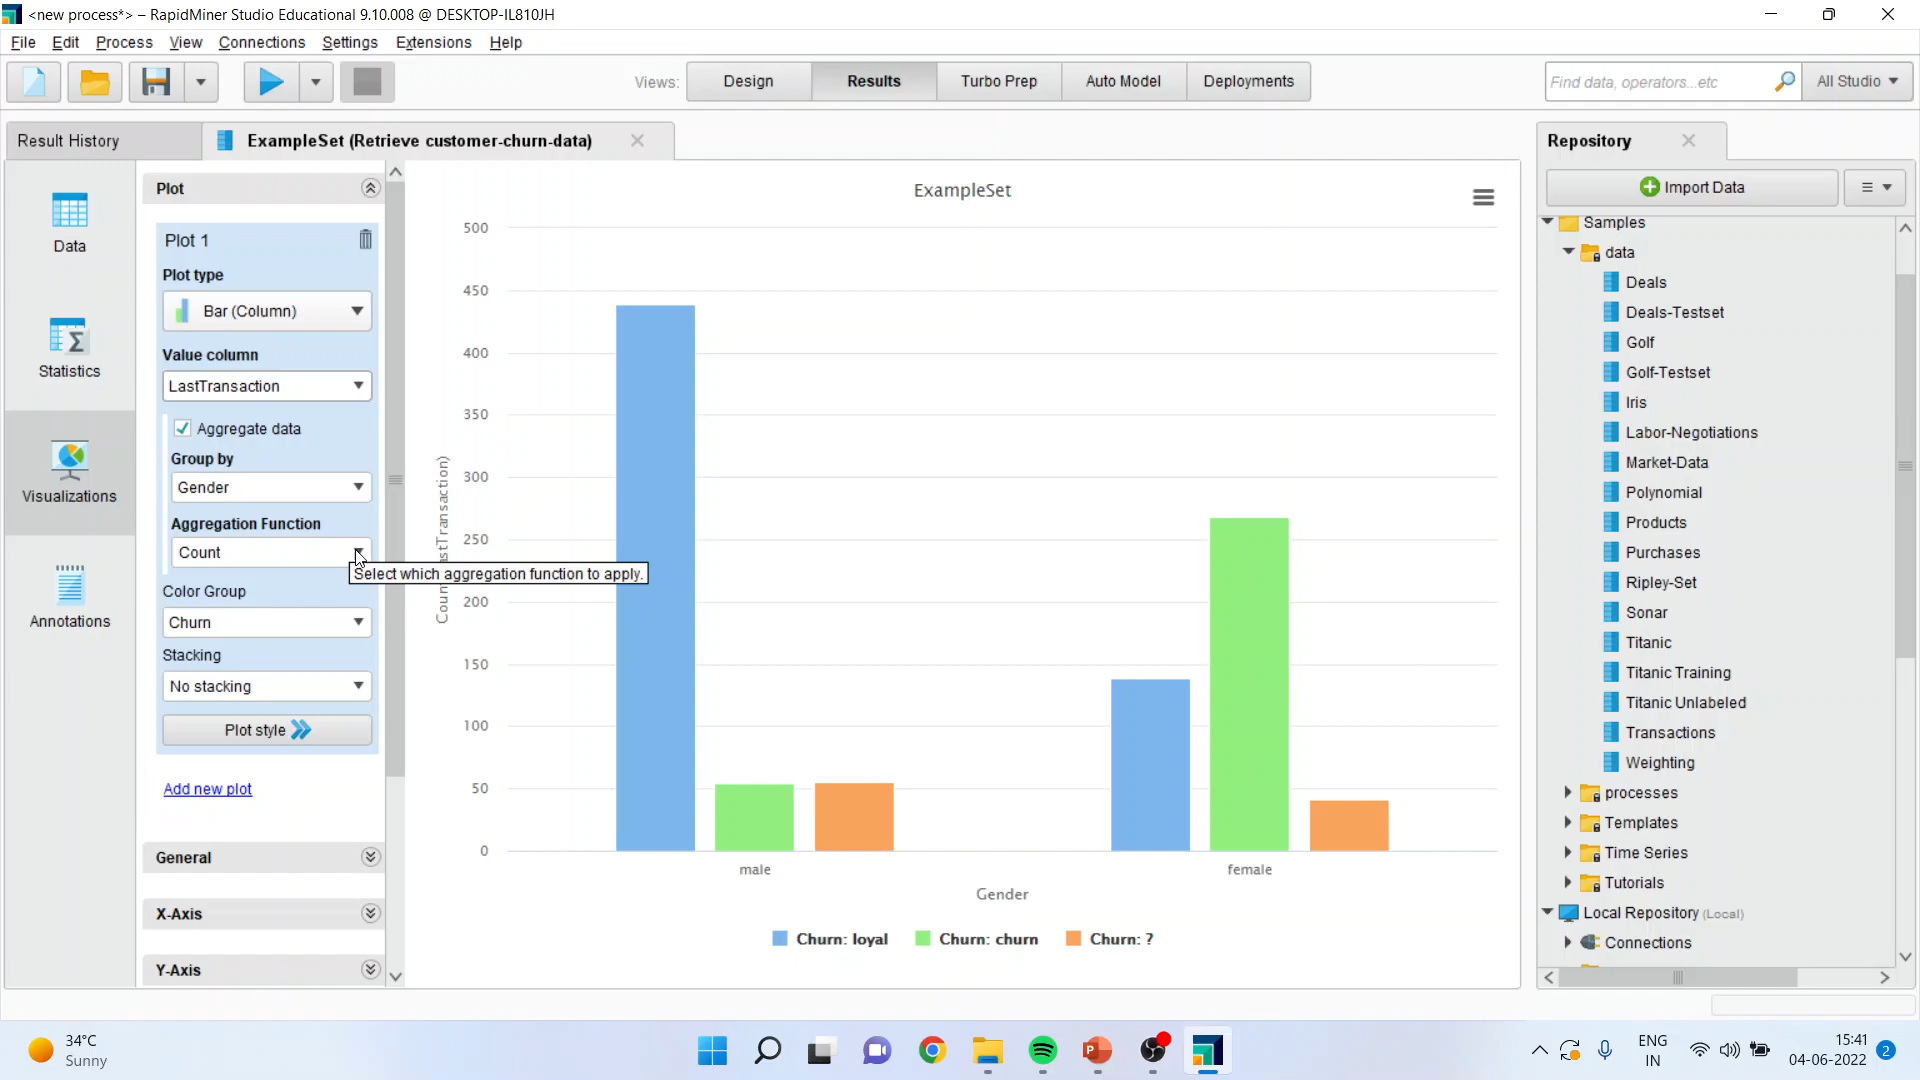 <new process*> – RapidMiner Studio Educational 9.10.008 @ DESKTOP-IL810JH
File Edit Process View Connections Settings Extensions Help
Views: Design Results Turbo Prep Auto Model Deployments
Find data, operators...etc
All Studio
Result History
ExampleSet (Retrieve customer-churn-data)
Data
Statistics
Visualizations
Annotations
Plot
Plot 1
Plot type
Bar (Column)
Value column
LastTransaction
Aggregate data
Group by
Gender
Aggregation Function
Count
Select which aggregation function to apply.
Color Group
Churn
Stacking
No stacking
Plot style
Add new plot
General
X-Axis
Y-Axis
ExampleSet
500
450
400
350
300
250
200
150
100
50
0
male
female
Gender
Churn: loyal
Churn: churn
Churn: ?
Repository
Import Data
Samples
data
Deals
Deals-Testset
Golf
Golf-Testset
Iris
Labor-Negotiations
Market-Data
Polynomial
Products
Purchases
Ripley-Set
Sonar
Titanic
Titanic Training
Titanic Unlabeled
Transactions
Weighting
processes
Templates
Time Series
Tutorials
Local Repository (Local)
Connections
34°C
Sunny
ENG
IN
15:41
04-06-2022
2